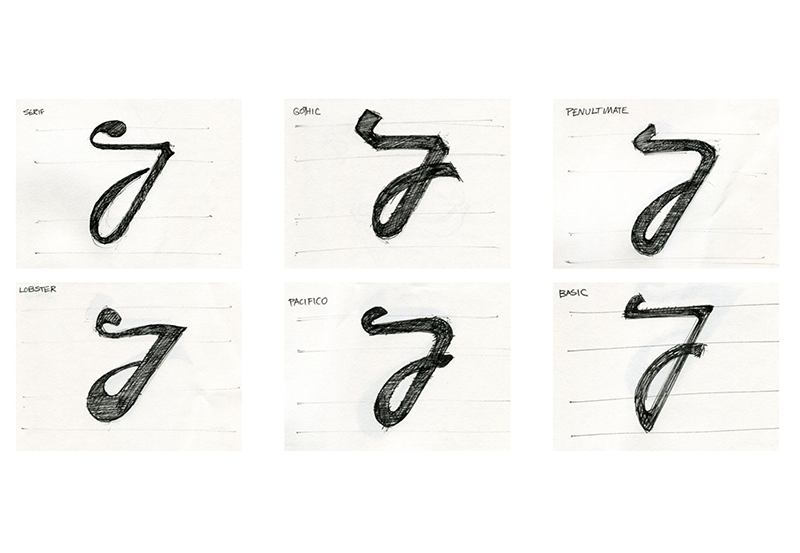 SERIF
GOTHIC
PENULTIMATE
LOBSTER
PACIFICO
BASIC